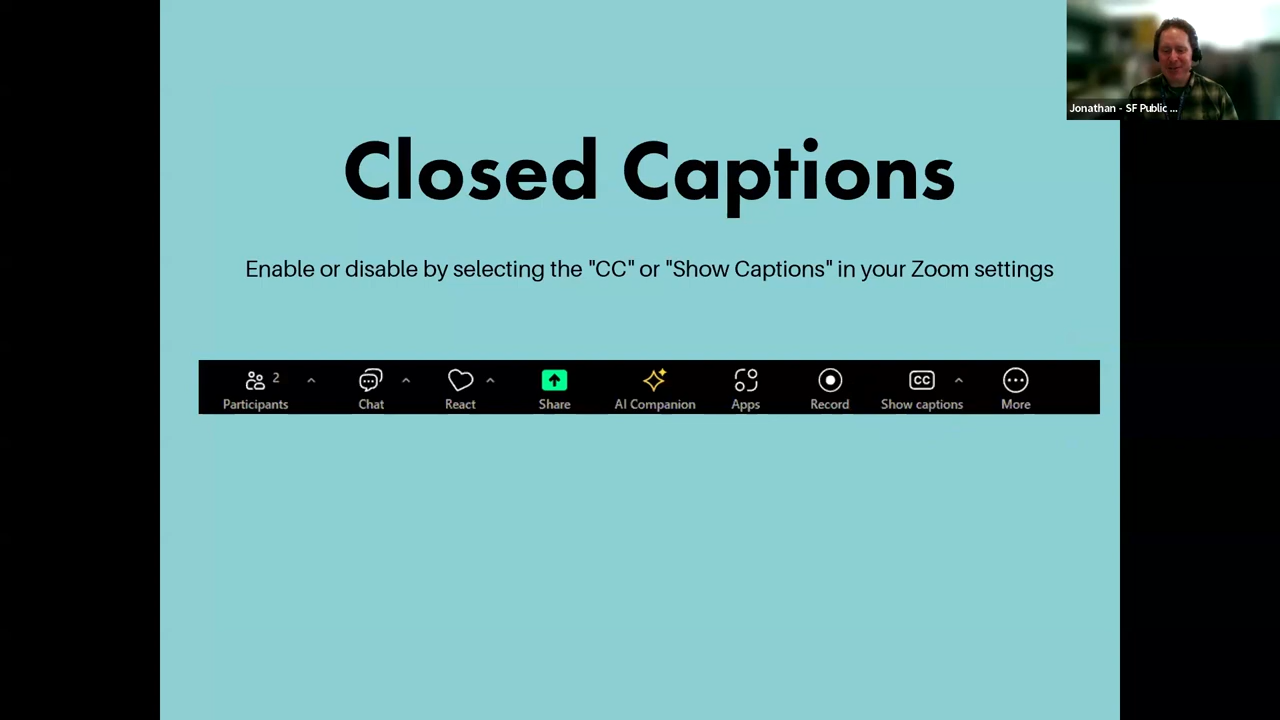 Jonathan - SF Public ...
Closed Captions
Enable or disable by selecting the "CC" or "Show Captions" in your Zoom settings
2
CC
Participants Chat React Share AI Companion Apps Record Show captions More